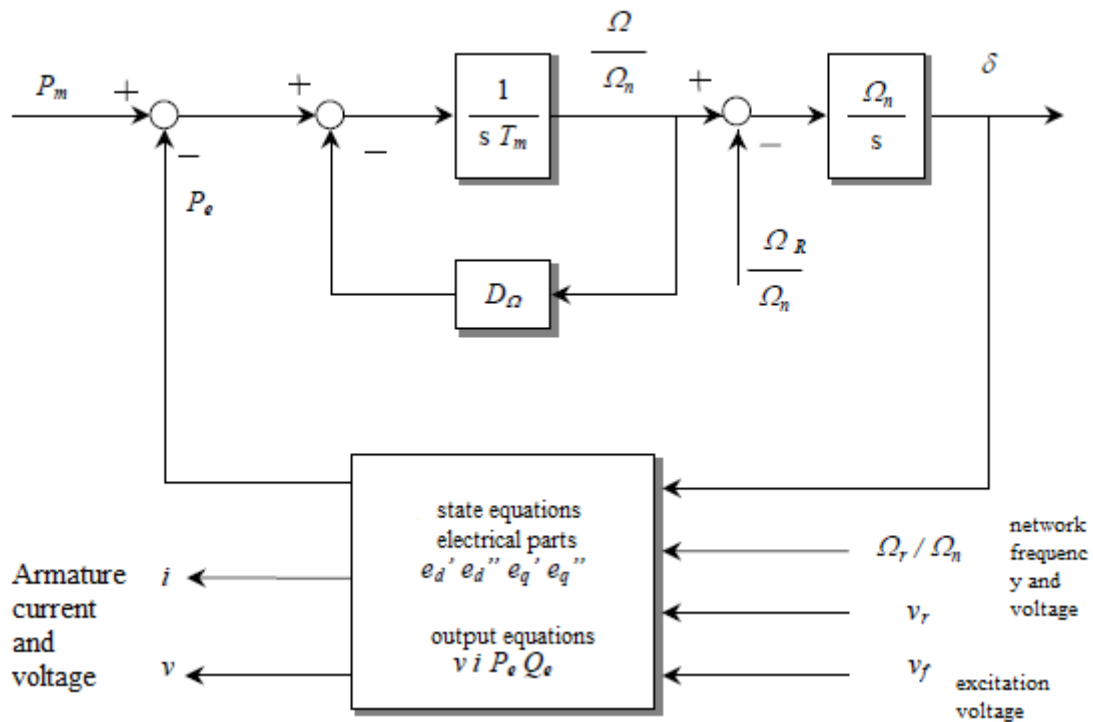 P_m
+
−
P_e
+
−
1
s T_m
Ω
Ω_n
+
−
Ω_R
Ω_n
Ω_n
s
δ
D_Ω
state equations
electrical parts
e_d' e_d'' e_q' e_q''
output equations
v i P_e Q_e
Armature
current
and
voltage
i
v
Ω_r / Ω_n
v_r
v_f
network
frequenc
y and
voltage
excitation
voltage